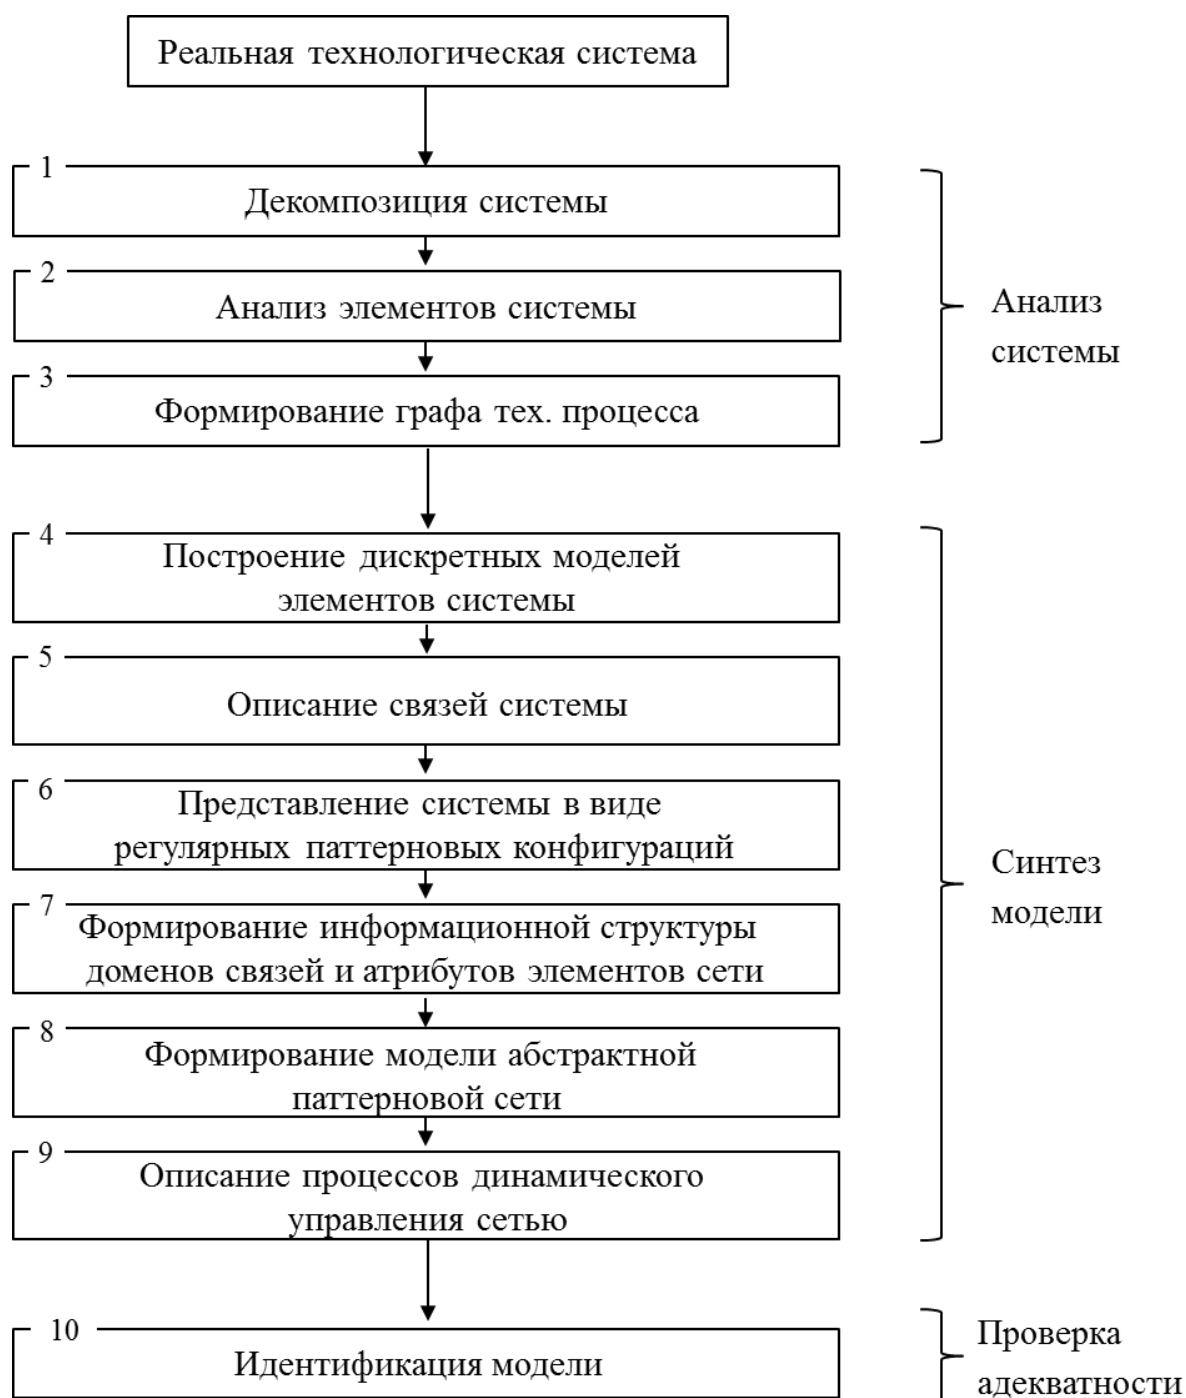 Реальная технологическая система
1
Декомпозиция системы
2
Анализ элементов системы
3
Формирование графа тех. процесса
Анализ
системы
4
Построение дискретных моделей
элементов системы
5
Описание связей системы
6
Представление системы в виде
регулярных паттерновых конфигураций
7
Формирование информационной структуры
доменов связей и атрибутов элементов сети
8
Формирование модели абстрактной
паттерновой сети
9
Описание процессов динамического
управления сетью
Синтез
модели
10
Идентификация модели
Проверка
адекватности